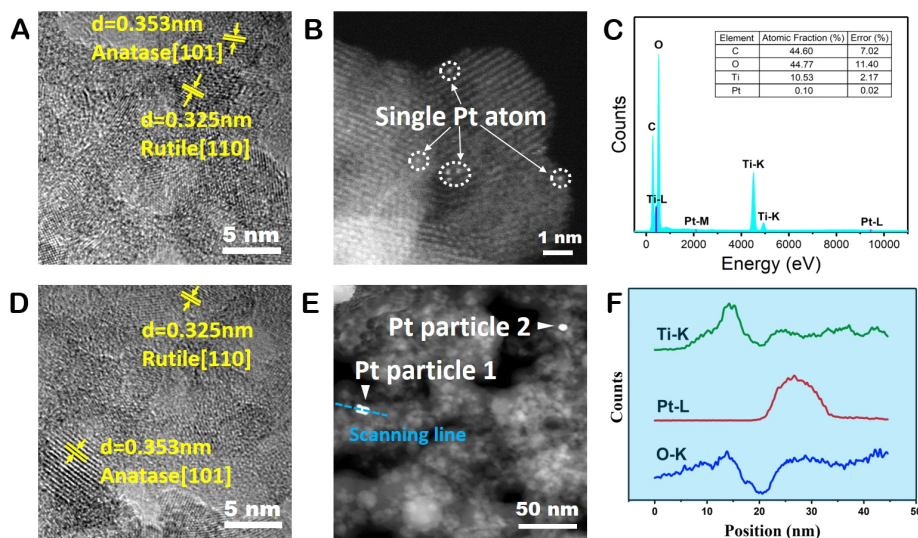 A
d=0.353nm
Anatase[101]
d=0.325nm
Rutile[110]
5 nm
B
Single Pt atom
1 nm
C
Element Atomic Fraction (%) Error (%)
C 44.60 7.02
O 44.77 11.40
Ti 10.53 2.17
Pt 0.10 0.02
O
C
Ti-L
Pt-M
Ti-K
Ti-K
Pt-L
Counts
0 2000 4000 6000 8000 10000
Energy (eV)
D
d=0.325nm
Rutile[110]
d=0.353nm
Anatase[101]
5 nm
E
Pt particle 2
Pt particle 1
Scanning line
50 nm
F
Ti-K
Pt-L
O-K
Counts
0 10 20 30 40 50
Position (nm)